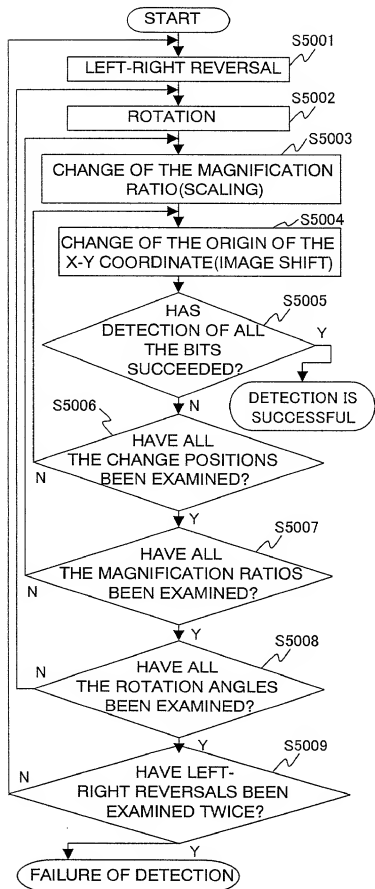 START
S5001
LEFT-RIGHT REVERSAL
S5002
ROTATION
S5003
CHANGE OF THE MAGNIFICATION
RATIO(SCALING)
S5004
CHANGE OF THE ORIGIN OF THE
X-Y COORDINATE(IMAGE SHIFT)
S5005
HAS
DETECTION OF ALL
THE BITS
SUCCEEDED?
Y
DETECTION IS
SUCCESSFUL
N
S5006
HAVE ALL
THE CHANGE POSITIONS
BEEN EXAMINED?
N
Y
S5007
HAVE ALL
THE MAGNIFICATION RATIOS
BEEN EXAMINED?
N
Y
S5008
HAVE ALL
THE ROTATION ANGLES
BEEN EXAMINED?
N
Y
S5009
HAVE LEFT-
RIGHT REVERSALS BEEN
EXAMINED TWICE?
N
Y
FAILURE OF DETECTION